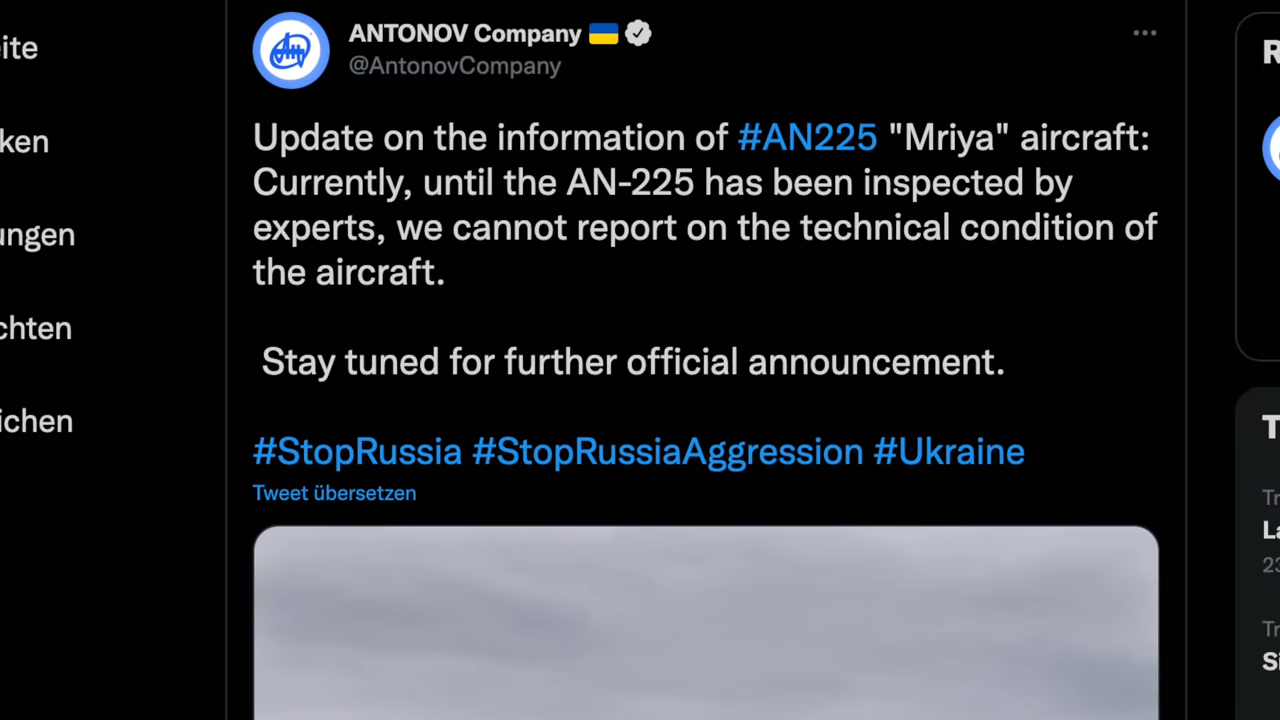 ANTONOV Company
@AntonovCompany
Update on the information of #AN225 "Mriya" aircraft:
Currently, until the AN-225 has been inspected by
experts, we cannot report on the technical condition of
the aircraft.
Stay tuned for further official announcement.
#StopRussia #StopRussiaAggression #Ukraine
Tweet übersetzen